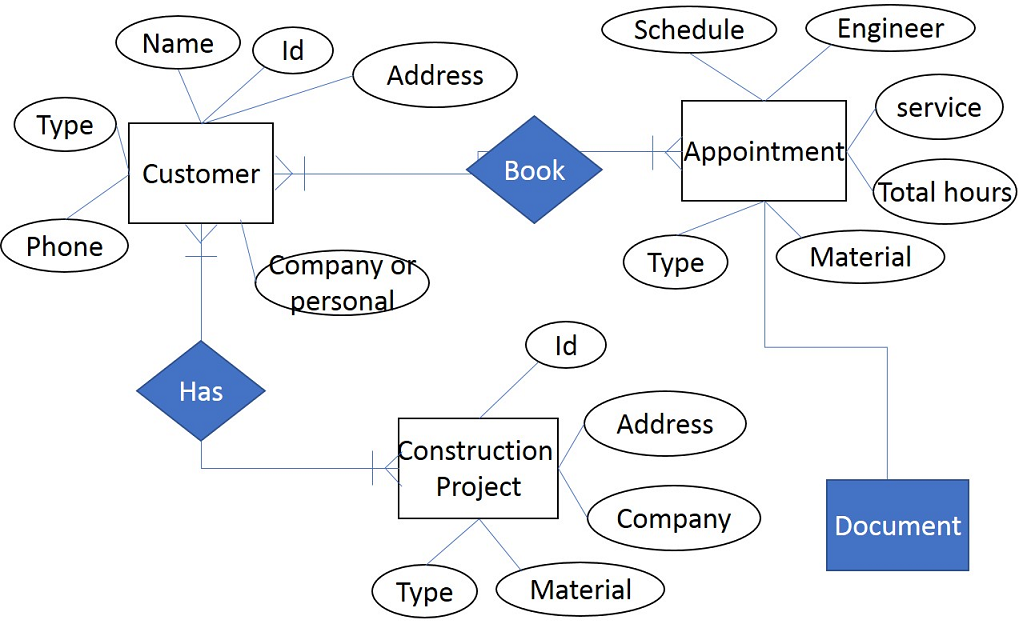 Name
Id
Address
Type
Customer
Phone
Company or
personal
Book
Schedule
Engineer
service
Appointment
Total hours
Type
Material
Has
Id
Construction
Project
Address
Company
Type
Material
Document